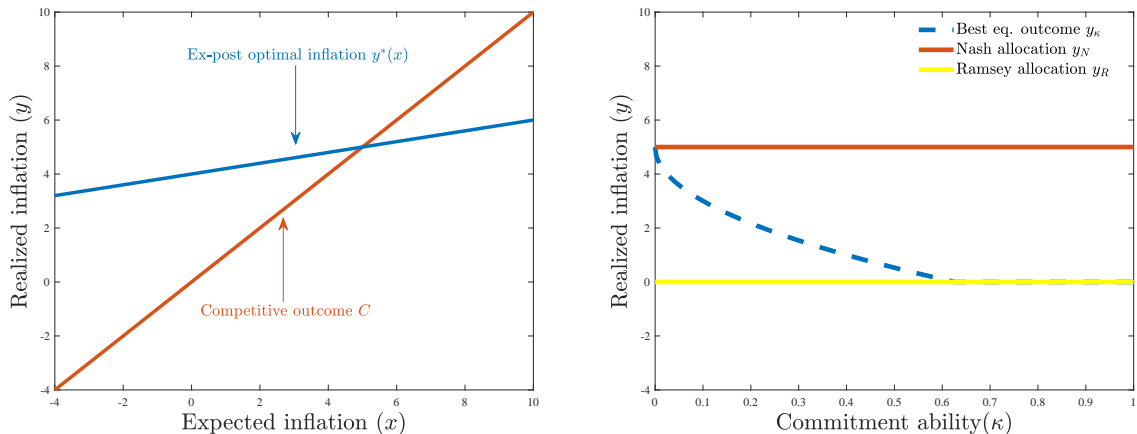 10
8
6
4
2
0
-2
-4
Realized inflation (y)
Ex-post optimal inflation y*(x)
Competitive outcome C
-4 -2 0 2 4 6 8 10
Expected inflation (x)
10
8
6
4
2
0
-2
-4
Realized inflation (y)
Best eq. outcome yκ
Nash allocation yN
Ramsey allocation yR
0 0.1 0.2 0.3 0.4 0.5 0.6 0.7 0.8 0.9 1
Commitment ability(κ)